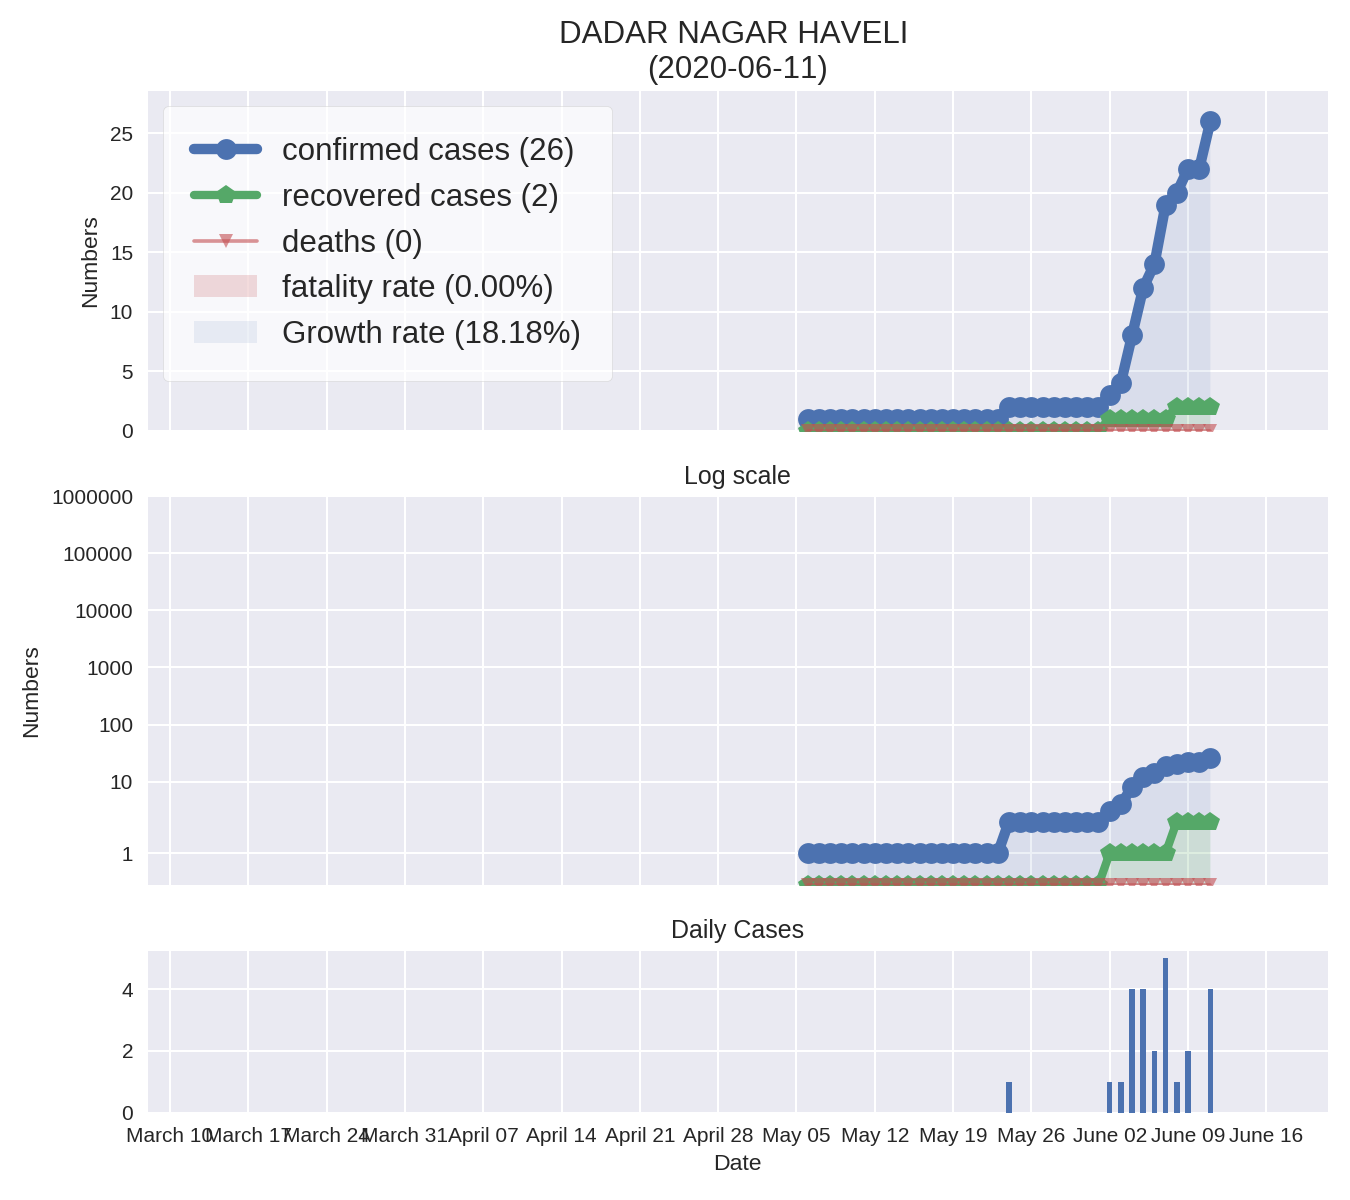 DADAR NAGAR HAVELI
(2020-06-11)
confirmed cases (26)
recovered cases (2)
deaths (0)
fatality rate (0.00%)
Growth rate (18.18%)
Numbers
25
20
15
10
5
0
Log scale
Numbers
1000000
100000
10000
1000
100
10
1
Daily Cases
4
2
0
March 10 March 17 March 24 March 31 April 07 April 14 April 21 April 28 May 05 May 12 May 19 May 26 June 02 June 09 June 16
Date